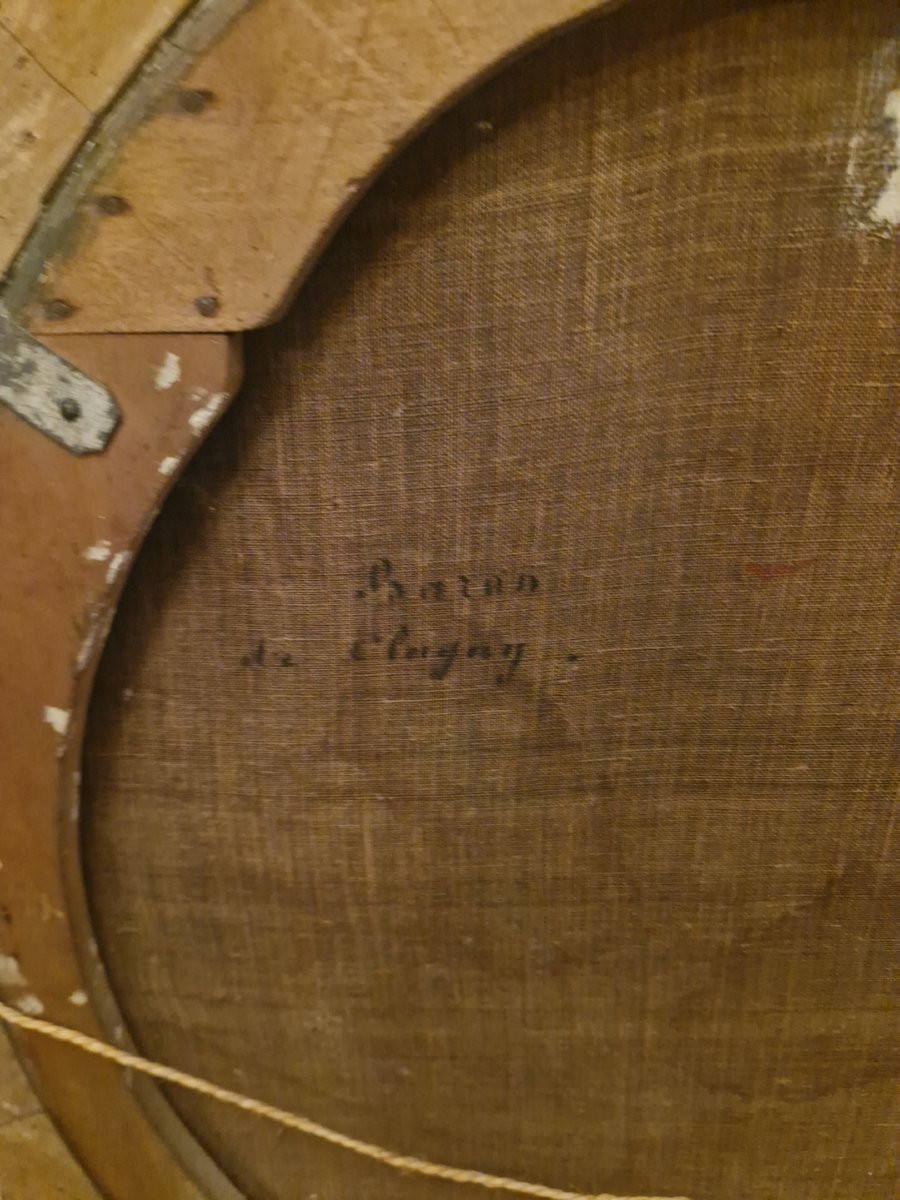 Baron
de Clugny .